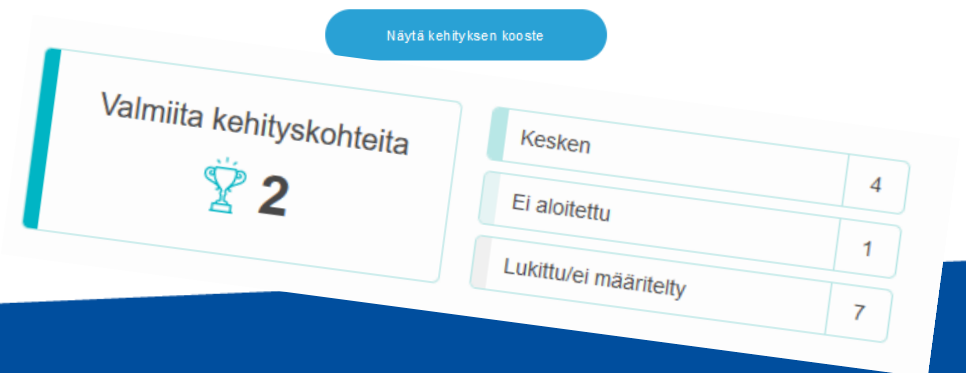 Näytä kehityksen kooste
Valmiita kehityskohteita
2
Kesken
4
Ei aloitettu
1
Lukittu/ei määritelty
7